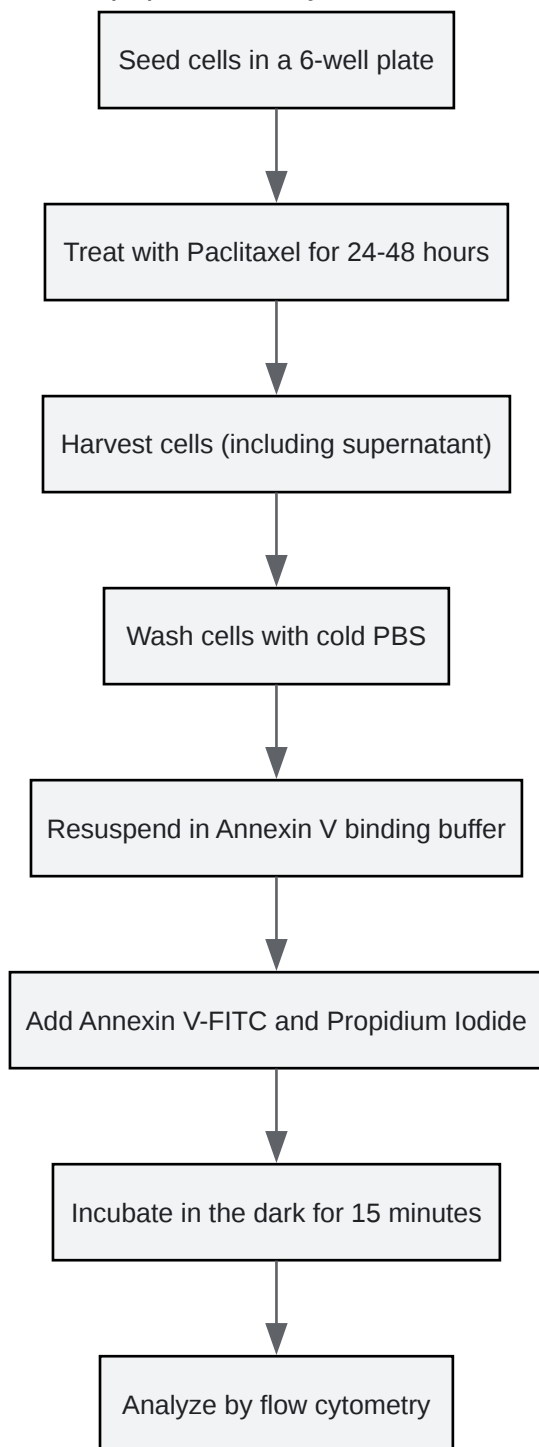 Seed cells in a 6-well plate
Treat with Paclitaxel for 24-48 hours
Harvest cells (including supernatant)
Wash cells with cold PBS
Resuspend in Annexin V binding buffer
Add Annexin V-FITC and Propidium Iodide
Incubate in the dark for 15 minutes
Analyze by flow cytometry